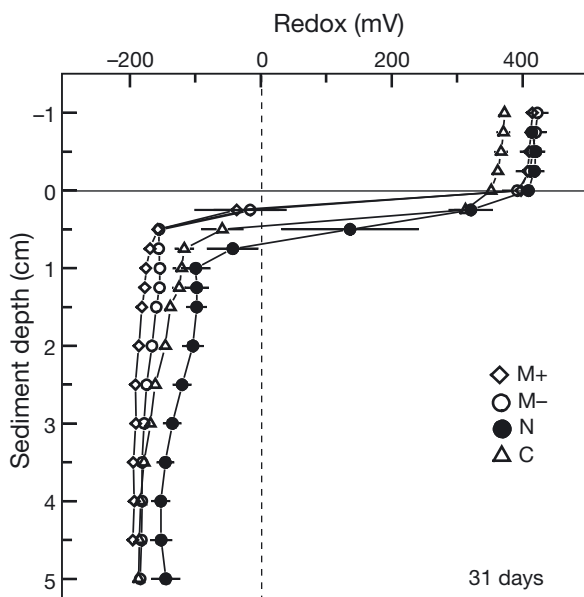 Redox (mV)
−200 0 200 400
Sediment depth (cm)
−1
0
1
2
3
4
5
M+
M−
N
C
31 days